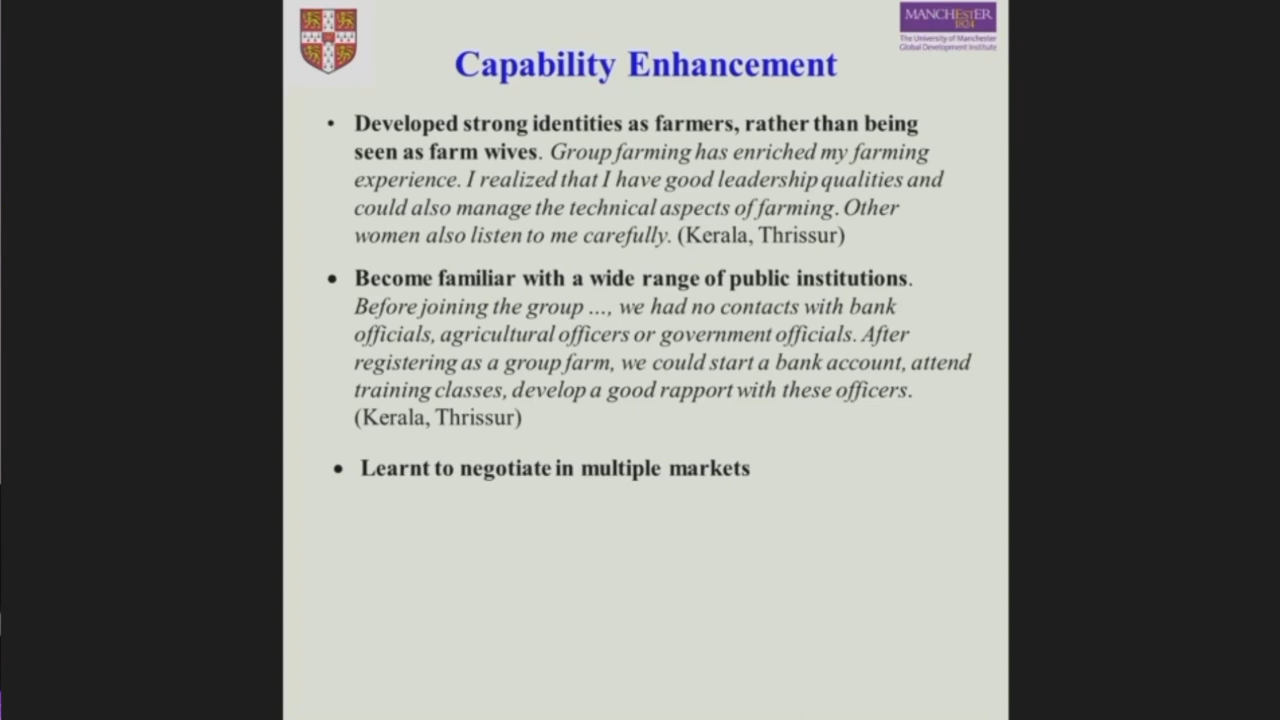 MANCHEsTER
1824
The University of Manchester
Global Development Institute
Capability Enhancement
• Developed strong identities as farmers, rather than being
seen as farm wives. Group farming has enriched my farming
experience. I realized that I have good leadership qualities and
could also manage the technical aspects of farming. Other
women also listen to me carefully. (Kerala, Thrissur)
• Become familiar with a wide range of public institutions.
Before joining the group ..., we had no contacts with bank
officials, agricultural officers or government officials. After
registering as a group farm, we could start a bank account, attend
training classes, develop a good rapport with these officers.
(Kerala, Thrissur)
• Learnt to negotiate in multiple markets